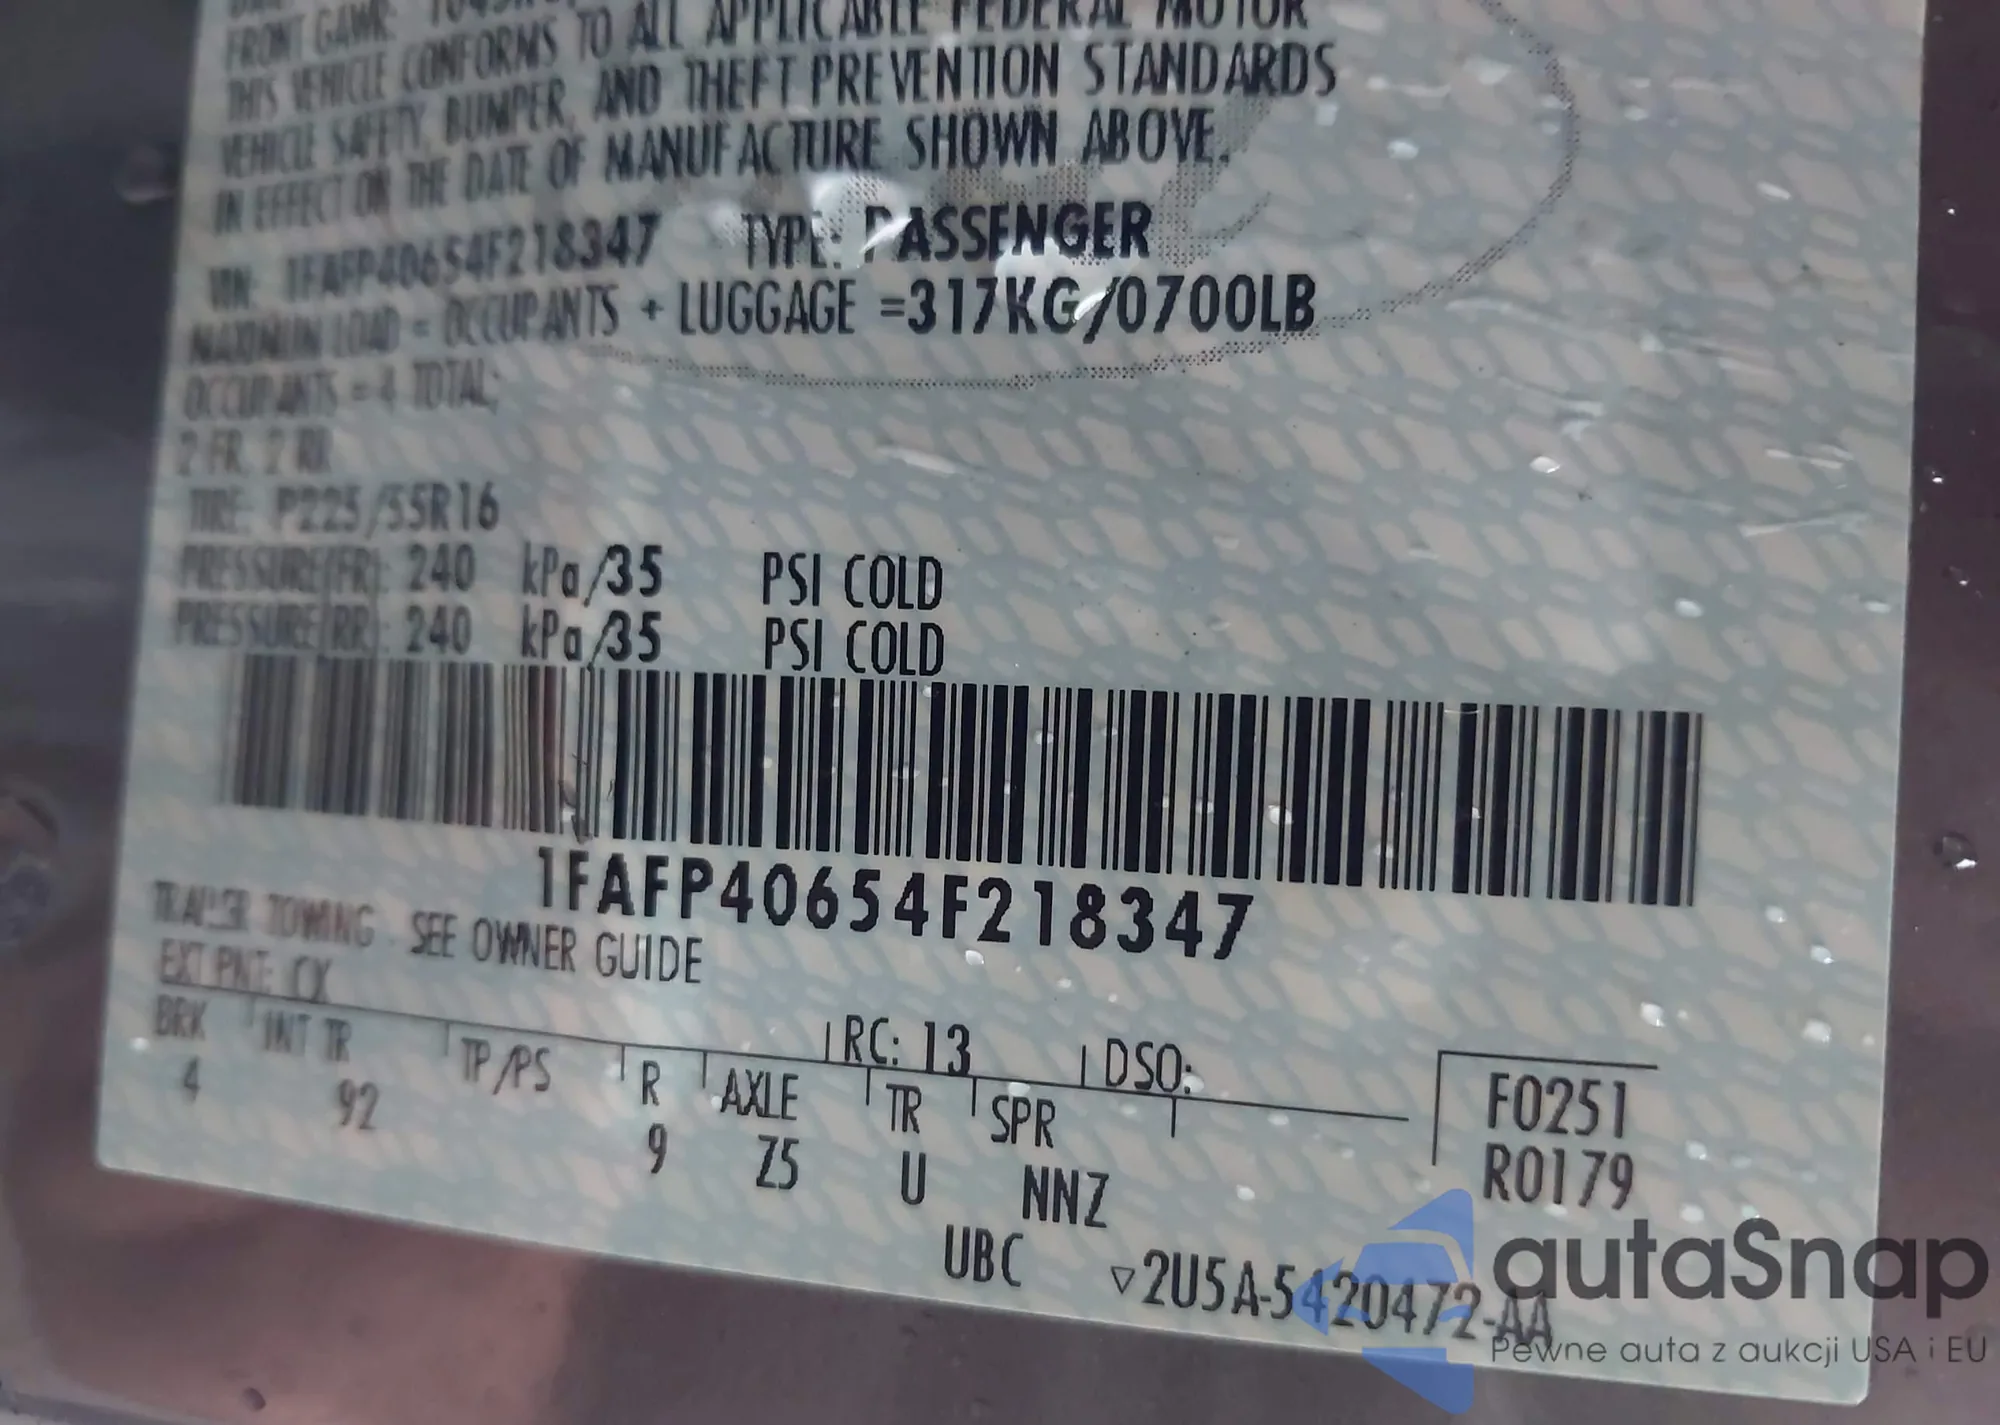 FRONT GAWR:
THIS VEHICLE CONFORMS TO ALL APPLICABLE FEDERAL MOTOR
VEHICLE SAFETY, BUMPER, AND THEFT PREVENTION STANDARDS
IN EFFECT ON THE DATE OF MANUFACTURE SHOWN ABOVE.
VIN: 1FAFP40654F218347 TYPE: PASSENGER
MAXIMUM LOAD = OCCUPANTS + LUGGAGE =317KG/0700LB
OCCUPANTS = 4 TOTAL;
2 FR, 2 RR
TIRE: P225/55R16
PRESSURE(FR): 240 kPa/35 PSI COLD
PRESSURE(RR): 240 kPa/35 PSI COLD
1FAFP40654F218347
TRAILER TOWING - SEE OWNER GUIDE
EXT PNT: CX RC: 13 DSO:
BRK INT TR TP/PS R AXLE TR SPR
4 92 9 Z5 U NNZ
F0251
R0179
UBC ▽2U5A-5420472-AA
autaSnap
Pewne auta z aukcji USA i EU